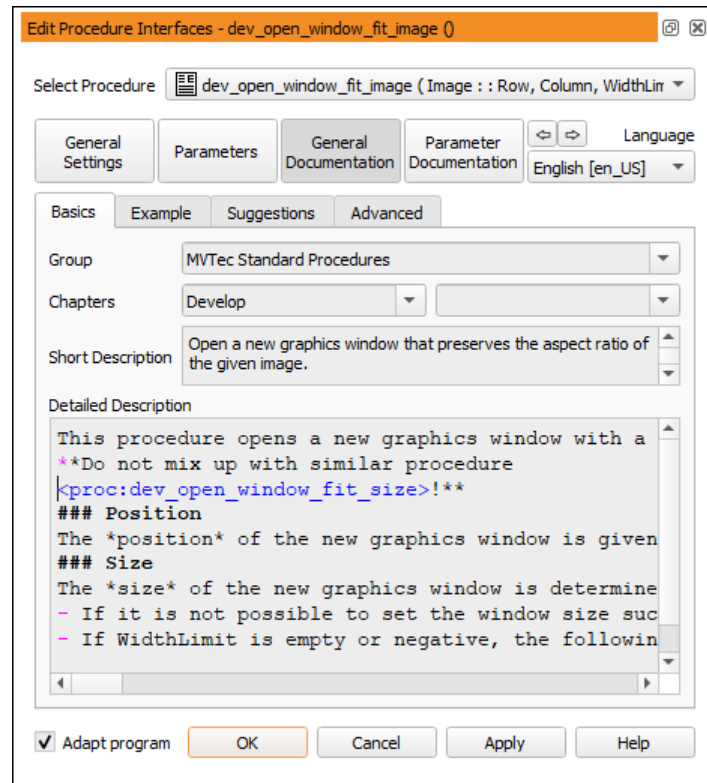 Edit Procedure Interfaces - dev_open_window_fit_image ()
Select Procedure dev_open_window_fit_image ( Image : : Row, Column, WidthLim
General Settings
Parameters
General Documentation
Parameter Documentation
Language
English [en_US]
Basics Example Suggestions Advanced
Group MVTec Standard Procedures
Chapters Develop
Short Description
Open a new graphics window that preserves the aspect ratio of
the given image.
Detailed Description
This procedure opens a new graphics window with a
**Do not mix up with similar procedure
<proc:dev_open_window_fit_size>!**
### Position
The *position* of the new graphics window is given
### Size
The *size* of the new graphics window is determine
- If it is not possible to set the window size suc
- If WidthLimit is empty or negative, the followin
Adapt program OK Cancel Apply Help